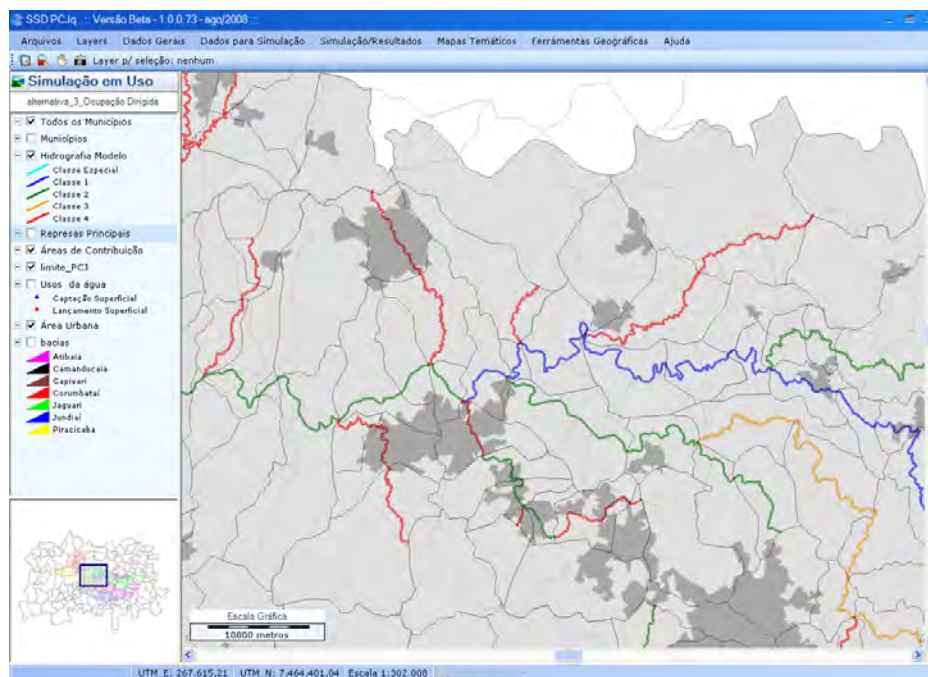 SSD PCJq :: Versão Beta - 1.0.0.73 - ago/2008 ::
Arquivos Layers Dados Gerais Dados para Simulação Simulação/Resultados Mapas Temáticos Ferramentas Geográficas Ajuda
Layer p/ seleção: nenhum
Simulação em Uso
alternativa_3_Ocupação Dirigida
Todos os Municípios
Municípios
Hidrografia Modelo
Classe Especial
Classe 1
Classe 2
Classe 3
Classe 4
Represas Principais
Áreas de Contribuição
limite_PCJ
Usos da água
Captação Superficial
Lançamento Superficial
Área Urbana
bacias
Atibaia
Camanducaia
Capivari
Corumbataí
Jaguari
Jundiaí
Piracicaba
Escala Gráfica
10000 metros
UTM_E: 267.615,21 UTM_N: 7.464.401,04 Escala 1:302.008